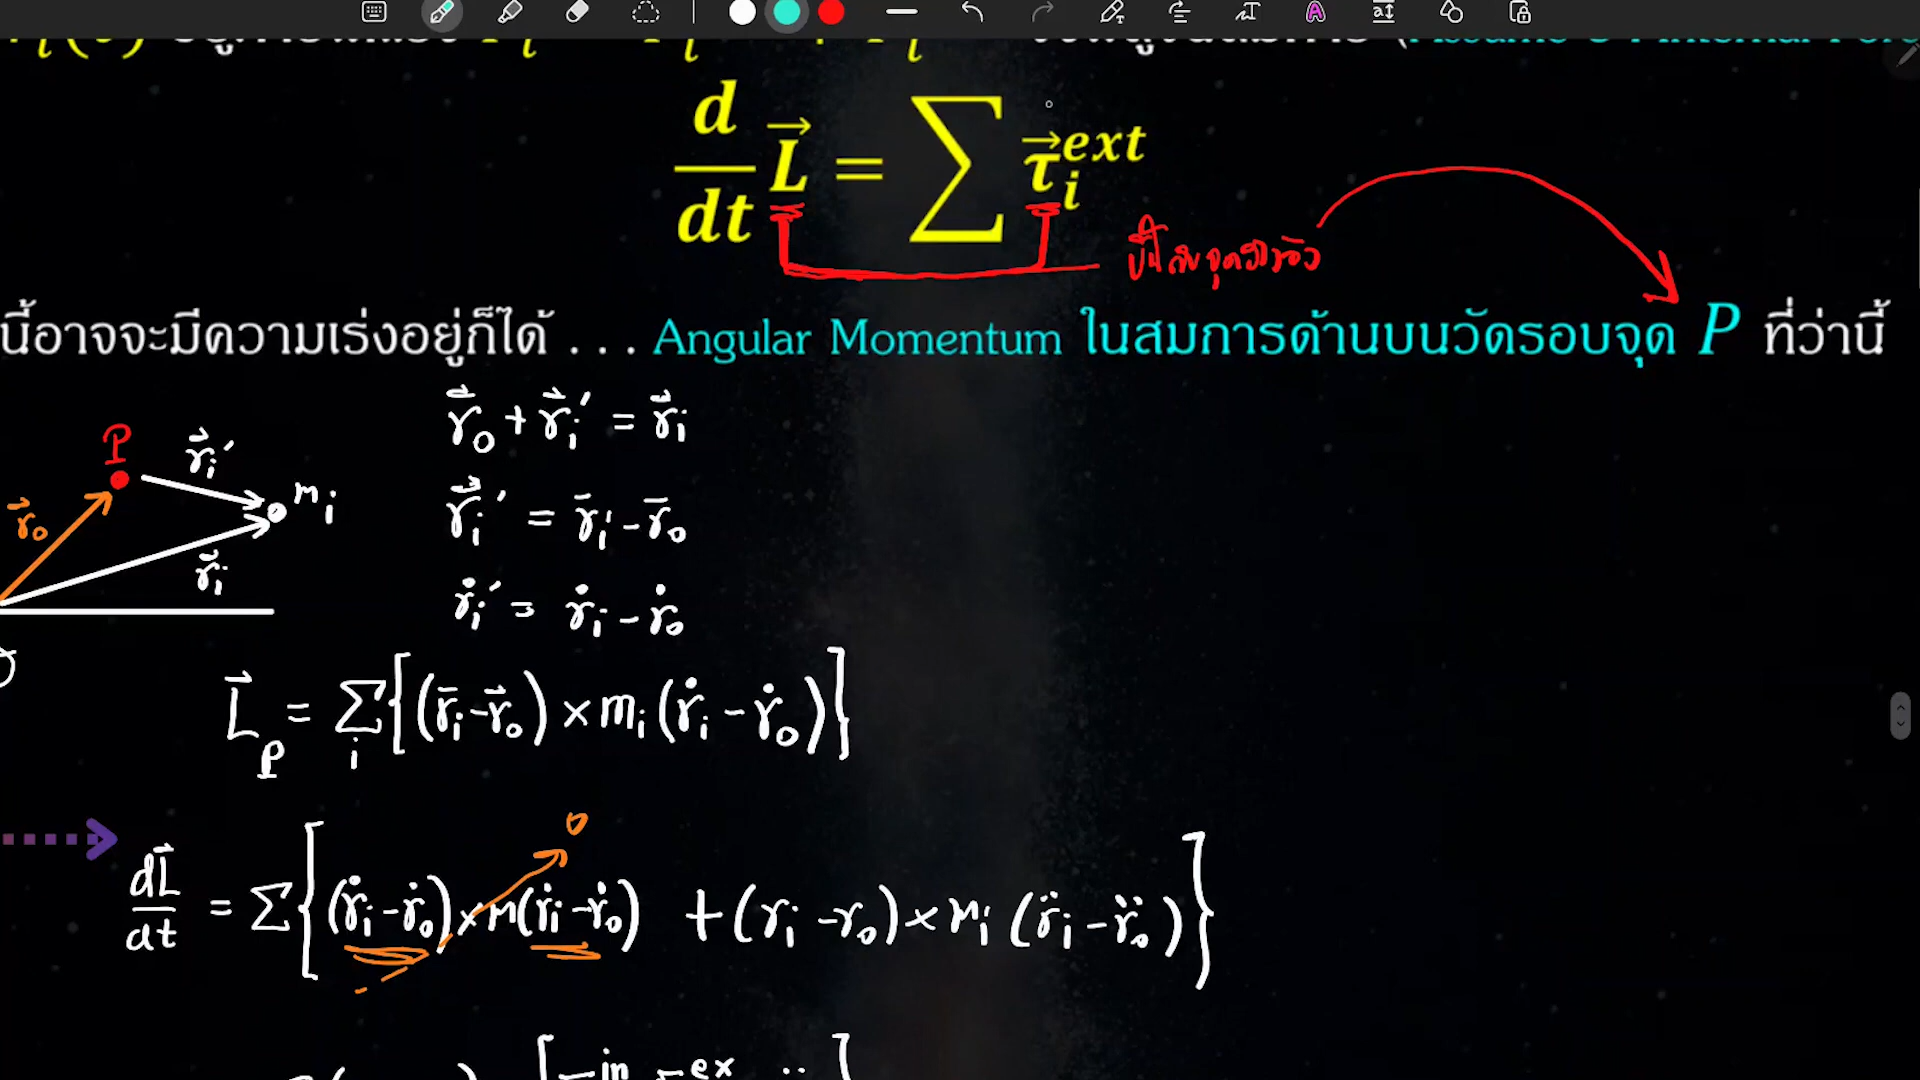 d/dt L⃗ = ∑ τ⃗ᵢᵉˣᵗ
นี้อาจจะมีความเร่งอยู่ก็ได้ ... Angular Momentum ในสมการด้านบนวัดรอบจุด P ที่ว่านี้
P
r⃗ᵢ′
mᵢ
r⃗₀
r⃗ᵢ
r⃗₀ + r⃗ᵢ′ = r⃗ᵢ
r⃗ᵢ′ = r̄ᵢ - r̄₀
ṙᵢ′ = ṙᵢ - ṙ₀
L⃗_P = ∑ᵢ {(r̄ᵢ - r⃗₀) × mᵢ (ṙᵢ - ṙ₀)}
0
dL⃗/dt = ∑ {(ṙᵢ - ṙ₀) × m(ṙᵢ - ṙ₀) + (rᵢ - r₀) × mᵢ (r̈ᵢ - r̈₀)}